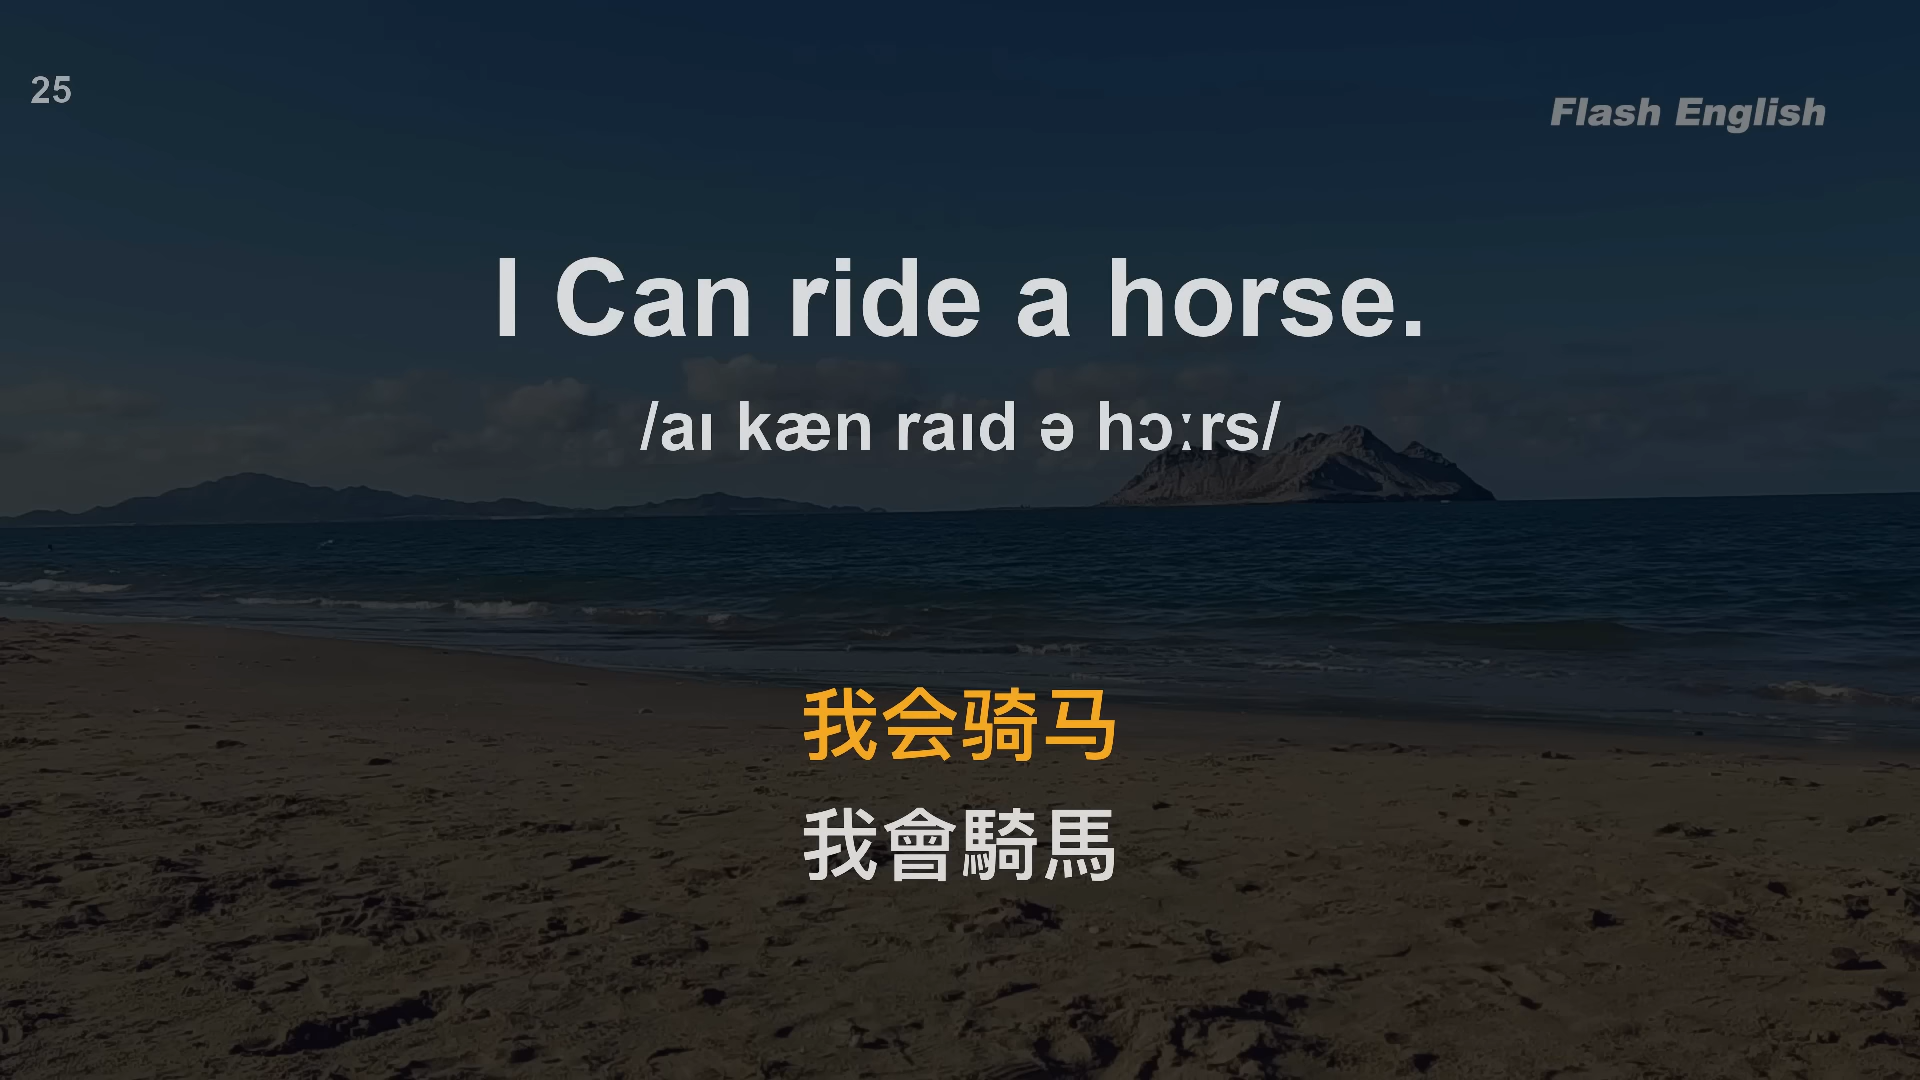 25
Flash English
I Can ride a horse.
/aɪ kæn raɪd ə hɔːrs/
我会骑马
我會騎馬